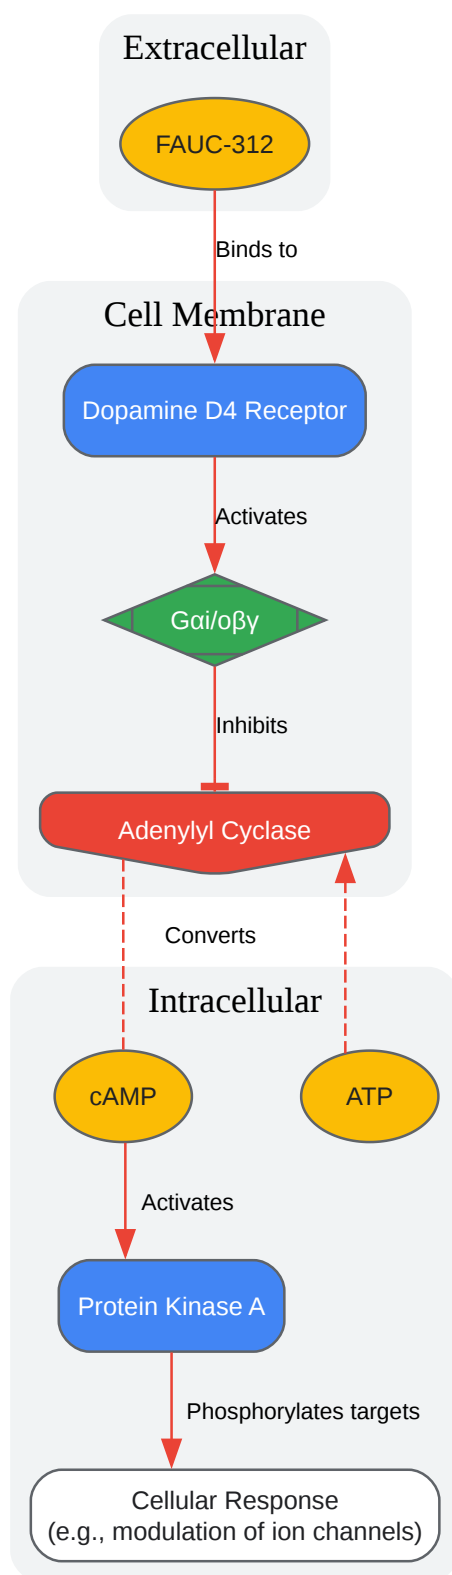 Extracellular
FAUC-312
Binds to
Cell Membrane
Dopamine D4 Receptor
Activates
Gαi/oβγ
Inhibits
Adenylyl Cyclase
Converts
Intracellular
cAMP
ATP
Activates
Protein Kinase A
Phosphorylates targets
Cellular Response
(e.g., modulation of ion channels)